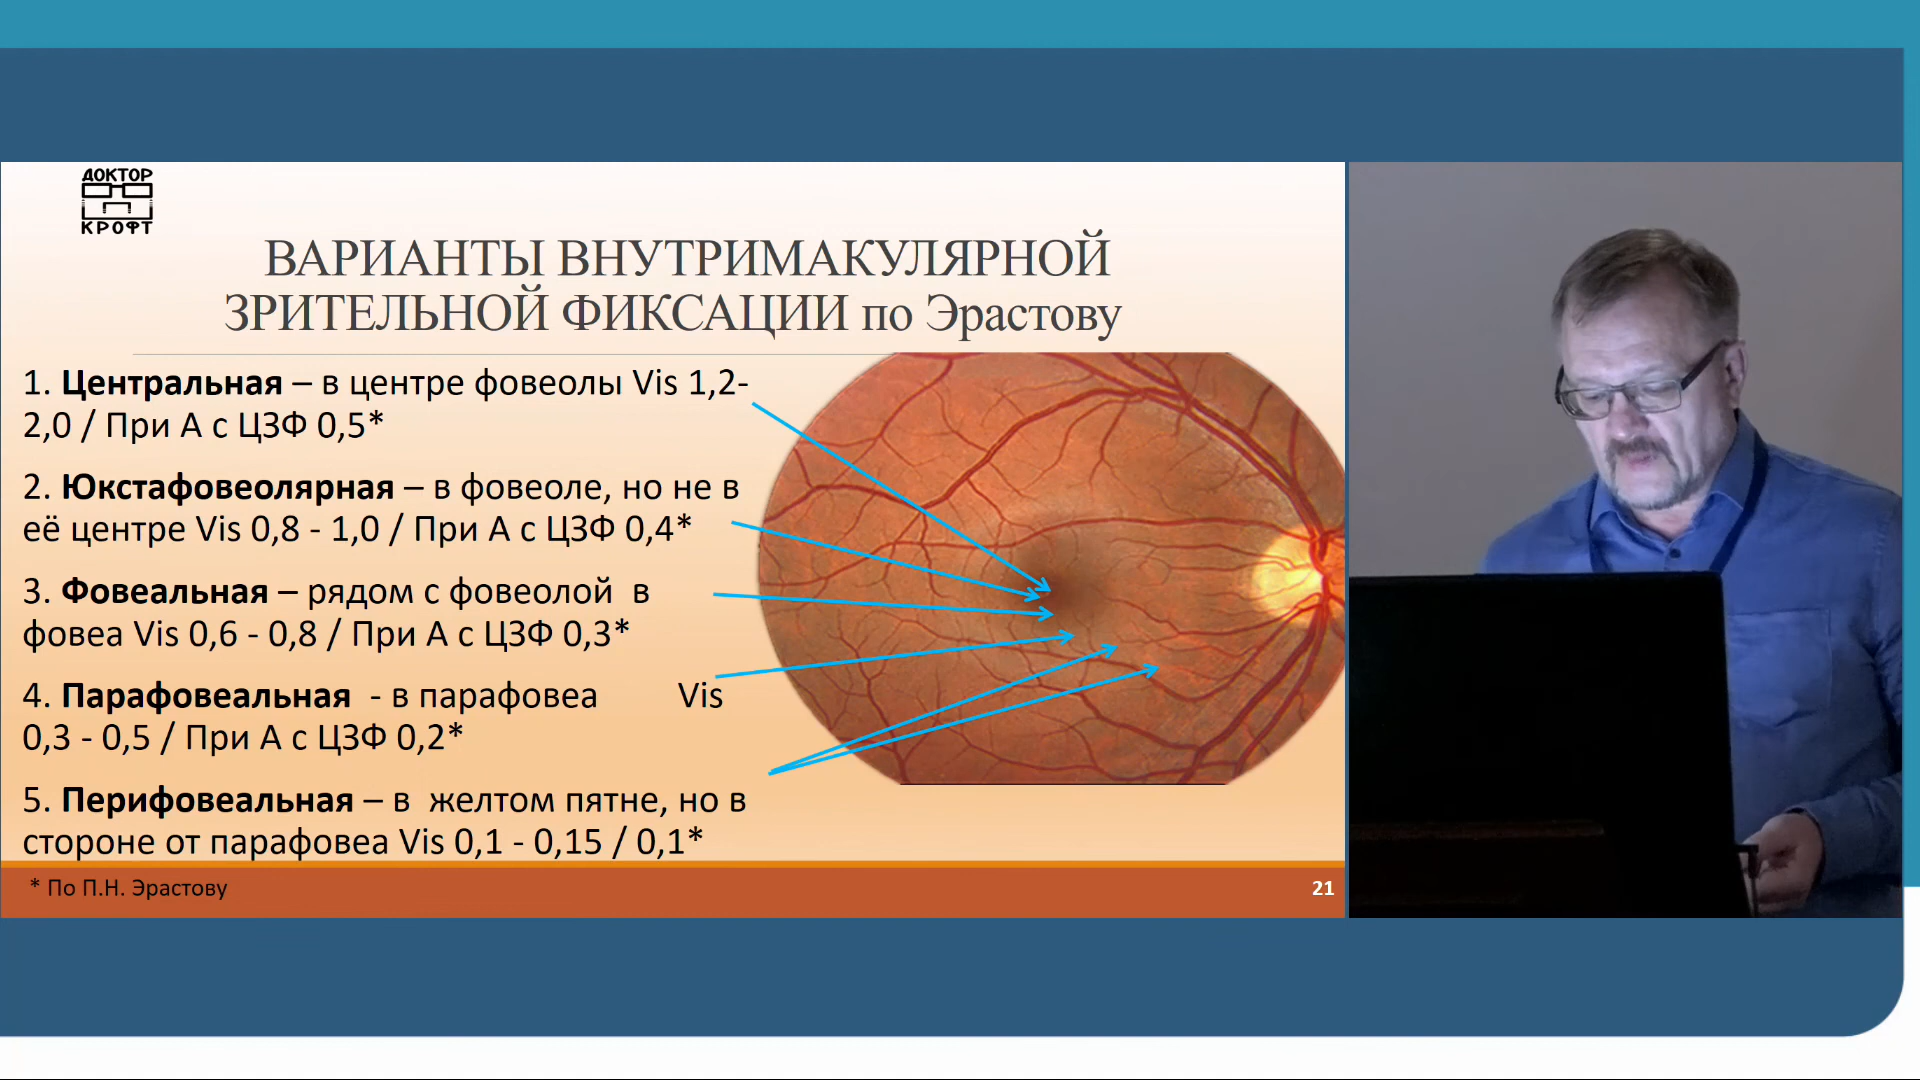 ДОКТОР
КРОФТ
ВАРИАНТЫ ВНУТРИМАКУЛЯРНОЙ
ЗРИТЕЛЬНОЙ ФИКСАЦИИ по Эрастову
1. Центральная – в центре фовеолы Vis 1,2-
2,0 / При А с ЦЗФ 0,5*
2. Юкстафовеолярная – в фовеоле, но не в
её центре Vis 0,8 - 1,0 / При А с ЦЗФ 0,4*
3. Фовеальная – рядом с фовеолой в
фовеа Vis 0,6 - 0,8 / При А с ЦЗФ 0,3*
4. Парафовеальная - в парафовеа Vis
0,3 - 0,5 / При А с ЦЗФ 0,2*
5. Перифовеальная – в желтом пятне, но в
стороне от парафовеа Vis 0,1 - 0,15 / 0,1*
* По П.Н. Эрастову
21